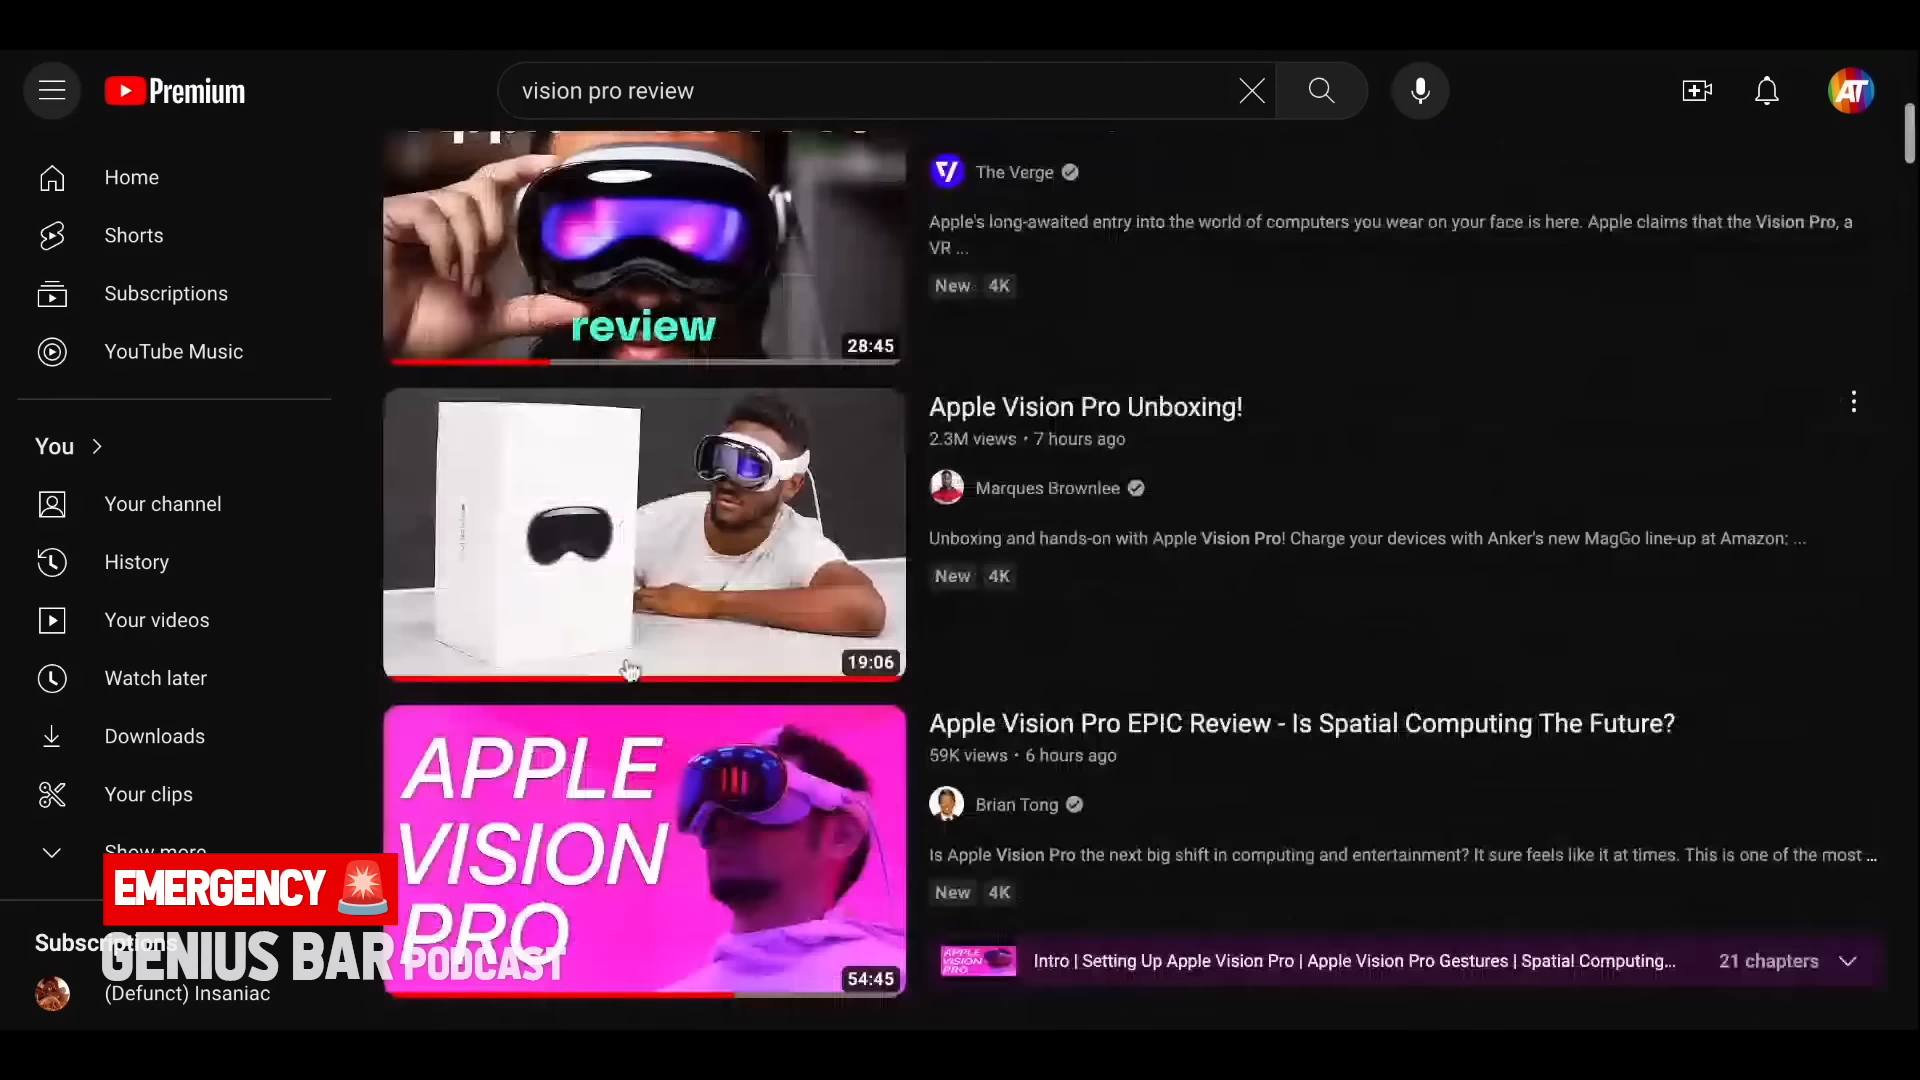 Premium
vision pro review
AT
Home
Shorts
Subscriptions
YouTube Music
You
Your channel
History
Your videos
Watch later
Downloads
Your clips
Show more
Subscriptions
(Defunct) Insaniac
review
28:45
The Verge
Apple's long-awaited entry into the world of computers you wear on your face is here. Apple claims that the Vision Pro, a
VR ...
New 4K
19:06
Apple Vision Pro Unboxing!
2.3M views • 7 hours ago
Marques Brownlee
Unboxing and hands-on with Apple Vision Pro! Charge your devices with Anker's new MagGo line-up at Amazon: ...
New 4K
APPLE
VISION
PRO
54:45
Apple Vision Pro EPIC Review - Is Spatial Computing The Future?
59K views • 6 hours ago
Brian Tong
Is Apple Vision Pro the next big shift in computing and entertainment? It sure feels like it at times. This is one of the most ...
New 4K
APPLE
VISION
PRO
Intro | Setting Up Apple Vision Pro | Apple Vision Pro Gestures | Spatial Computing...
21 chapters
EMERGENCY
GENIUS BAR PODCAST